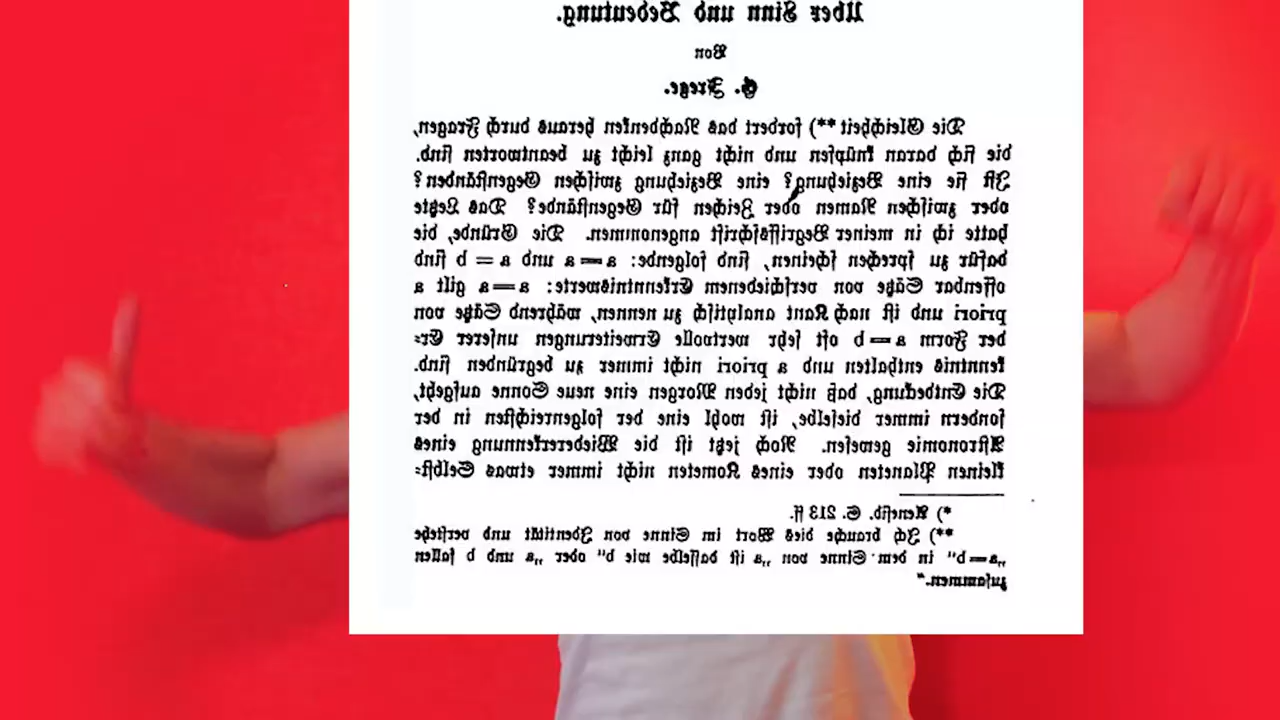 Über Sinn und Bedeutung.
Von
G. Frege.
Die Gleichheit**) fordert das Nachdenken heraus durch Fragen,
die sich daran knüpfen und nicht ganz leicht zu beantworten sind.
Ist sie eine Beziehung? eine Beziehung zwischen Gegenständen?
oder zwischen Namen oder Zeichen für Gegenstände? Das Letzte
hatte ich in meiner Begriffsschrift angenommen. Die Gründe, die
dafür zu sprechen scheinen, sind folgende: a=a und a=b sind
offenbar Sätze von verschiedenem Erkenntniswerte: a=a gilt a
priori und ist nach Kant analytisch zu nennen, während Sätze von
der Form a=b oft sehr wertvolle Erweiterungen unserer Er-
kenntnis enthalten und a priori nicht immer zu begründen sind.
Die Entdeckung, daß nicht jeden Morgen eine neue Sonne aufgeht,
sondern immer dieselbe, ist wohl eine der folgenreichsten in der
Astronomie gewesen. Noch jetzt ist die Wiedererkennung eines
kleinen Planeten oder eines Kometen nicht immer etwas Selbst-
*) S. 213 ff.
**) Ich brauche dies Wort im Sinne von Identität und verstehe
„a=b" in dem Sinne von „a ist dasselbe wie b" oder „a und b fallen
zusammen."